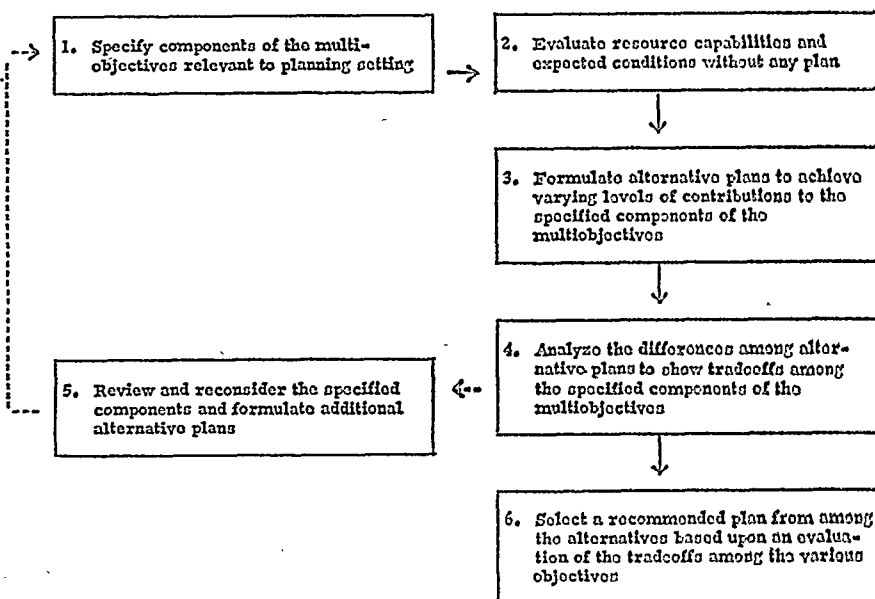 1. Specify components of the multi-
objectives relevant to planning setting
2. Evaluate resource capabilities and
expected conditions without any plan
3. Formulate alternative plans to achieve
varying levels of contributions to the
specified components of the
multiobjectives
4. Analyze the differences among alter-
native plans to show tradeoffs among
the specified components of the
multiobjectives
5. Review and reconsider the specified
components and formulate additional
alternative plans
6. Select a recommended plan from among
the alternatives based upon an evalua-
tion of the tradeoffs among the various
objectives